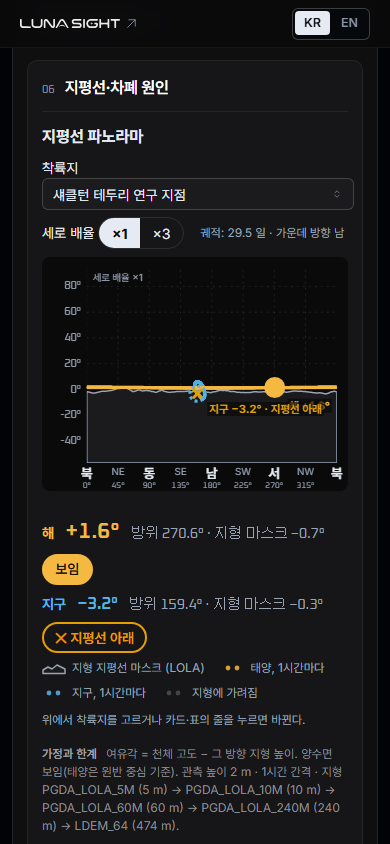 LUNA SIGHT ↗
KR EN
06 지평선·차폐 원인
지평선 파노라마
착륙지
섀클턴 테두리 연구 지점
세로 배율 ×1 ×3 궤적: 29.5 일 · 가운데 방향 남
세로 배율 ×1
80°
60°
40°
20°
0°
-20°
-40°
지구 −3.2° · 지평선 아래
북 NE 동 SE 남 SW 서 NW 북
0° 45° 90° 135° 180° 225° 270° 315°
해 +1.6° 방위 270.6° · 지형 마스크 −0.7°
보임
지구 −3.2° 방위 159.4° · 지형 마스크 −0.3°
✕ 지평선 아래
지형 지평선 마스크 (LOLA) 태양, 1시간마다
지구, 1시간마다 지형에 가려짐
위에서 착륙지를 고르거나 카드·표의 줄을 누르면 바뀐다.
가정과 한계 여유각 = 천체 고도 − 그 방향 지형 높이. 양수면
보임(태양은 원반 중심 기준). 관측 높이 2 m · 1시간 간격 · 지형
PGDA_LOLA_5M (5 m) → PGDA_LOLA_10M (10 m) →
PGDA_LOLA_60M (60 m) → PGDA_LOLA_240M (240
m) → LDEM_64 (474 m).